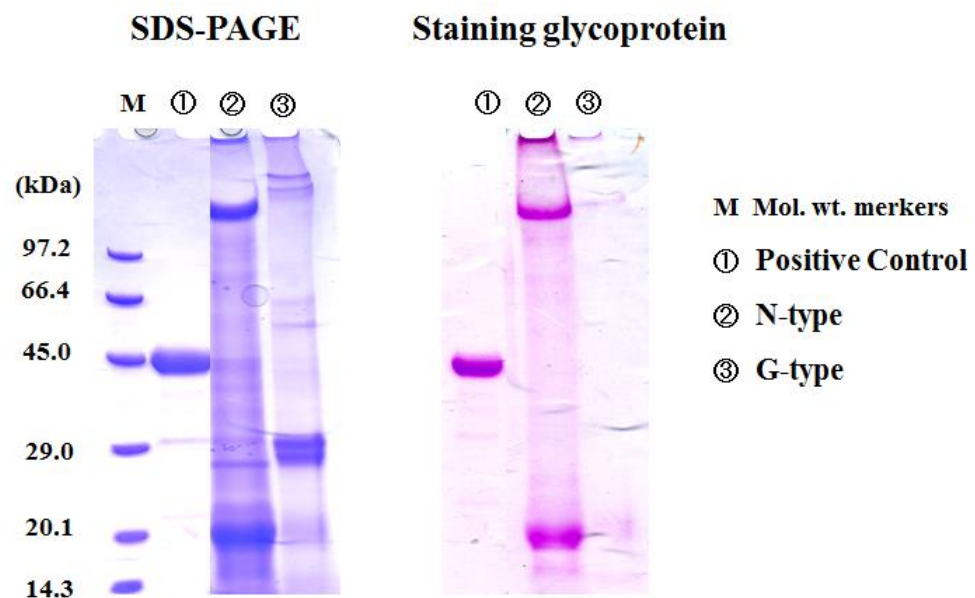 SDS-PAGE
Staining glycoprotein
M ① ② ③
① ② ③
(kDa)
97.2
66.4
45.0
29.0
20.1
14.3
M Mol. wt. merkers
① Positive Control
② N-type
③ G-type